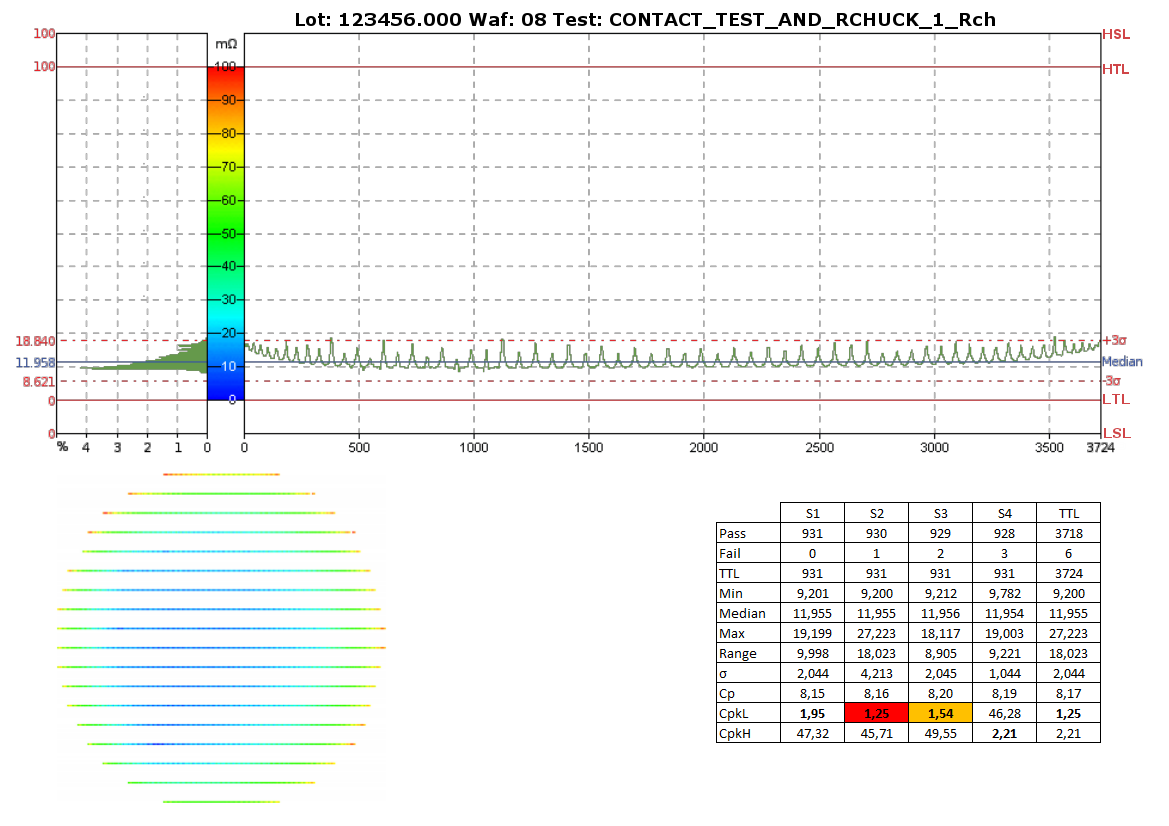 Lot: 123456.000 Waf: 08 Test: CONTACT_TEST_AND_RCHUCK_1_Rch
100 mΩ HSL
100 100 HTL
90
80
70
60
50
40
30
20
18.840 +3σ
11.958 10 Median
8.621 -3σ
0 0 LTL
0 LSL
% 4 3 2 1 0 0 500 1000 1500 2000 2500 3000 3500 3724
S1 S2 S3 S4 TTL
Pass 931 930 929 928 3718
Fail 0 1 2 3 6
TTL 931 931 931 931 3724
Min 9,201 9,200 9,212 9,782 9,200
Median 11,955 11,955 11,956 11,954 11,955
Max 19,199 27,223 18,117 19,003 27,223
Range 9,998 18,023 8,905 9,221 18,023
σ 2,044 4,213 2,045 1,044 2,044
Cp 8,15 8,16 8,20 8,19 8,17
CpkL 1,95 1,25 1,54 46,28 1,25
CpkH 47,32 45,71 49,55 2,21 2,21